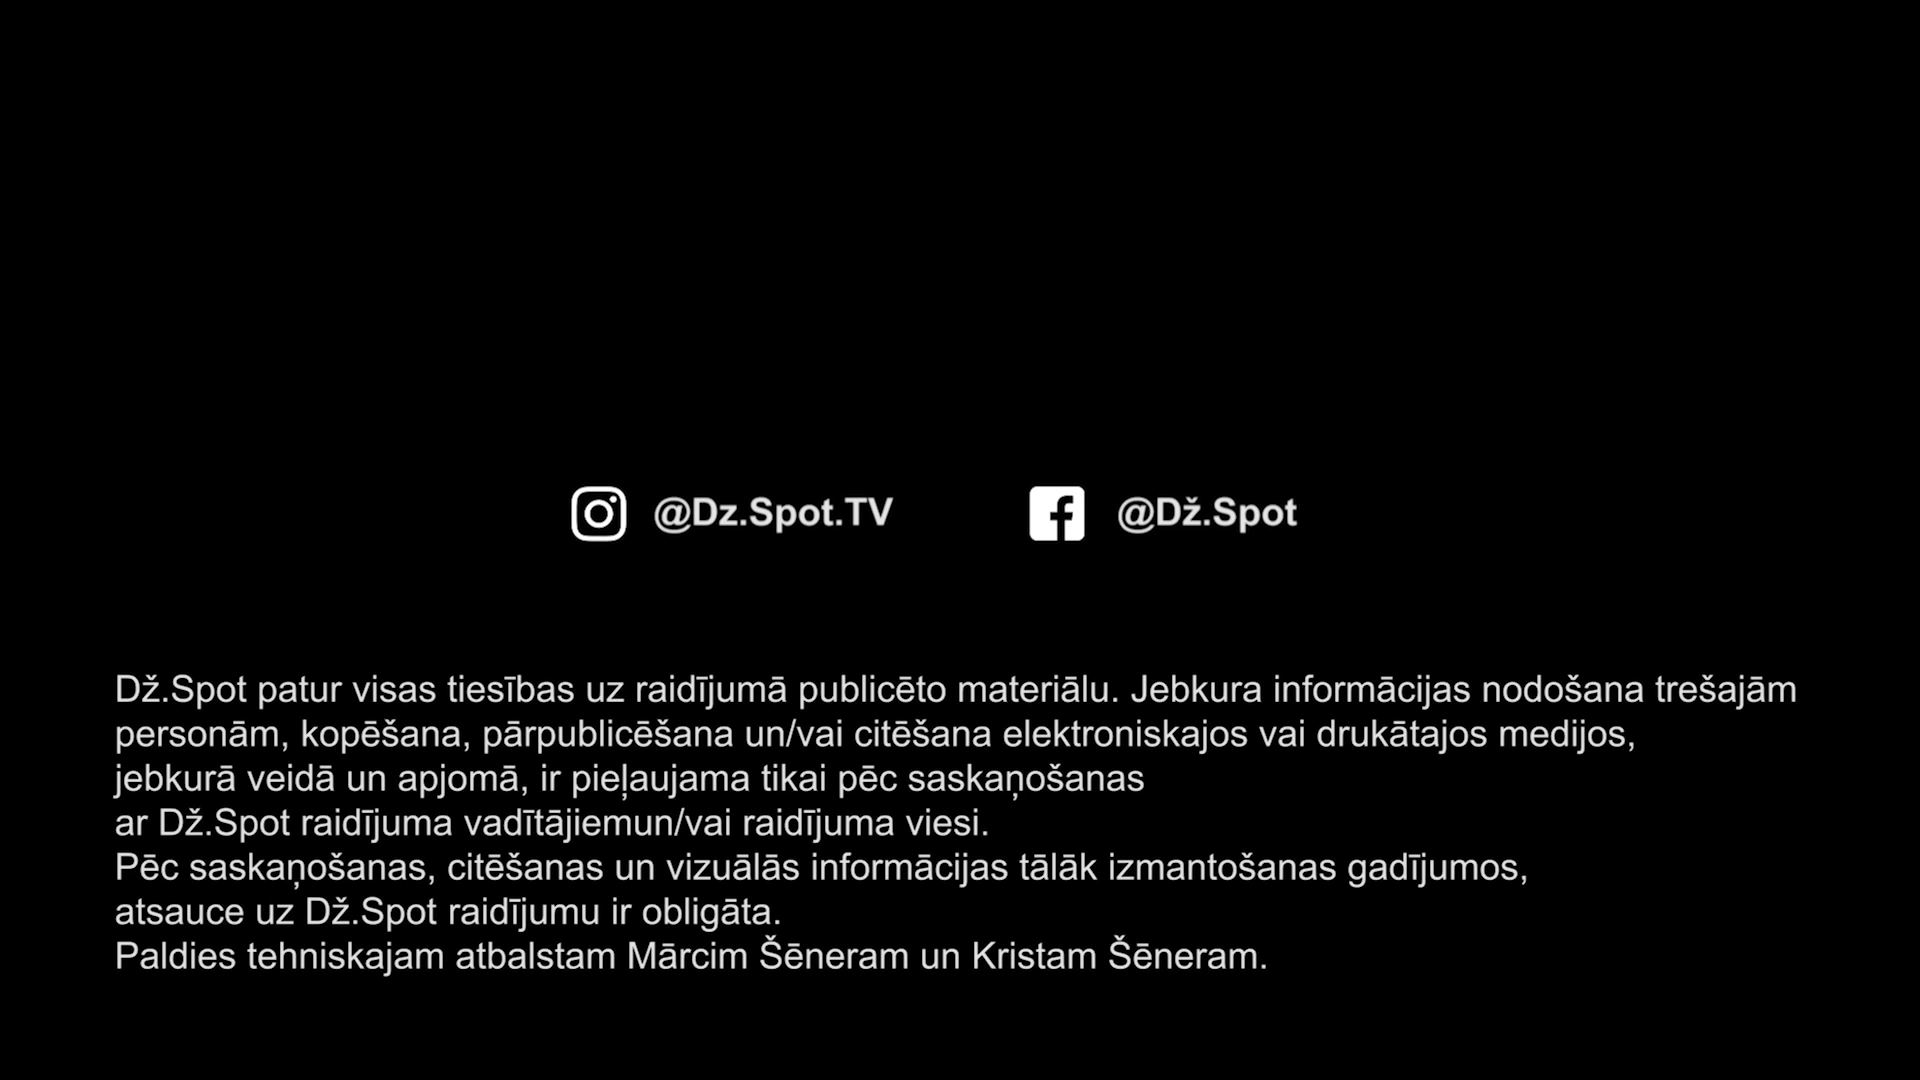 @Dz.Spot.TV @Dž.Spot
Dž.Spot patur visas tiesības uz raidījumā publicēto materiālu. Jebkura informācijas nodošana trešajām
personām, kopēšana, pārpublicēšana un/vai citēšana elektroniskajos vai drukātajos medijos,
jebkurā veidā un apjomā, ir pieļaujama tikai pēc saskaņošanas
ar Dž.Spot raidījuma vadītājiemun/vai raidījuma viesi.
Pēc saskaņošanas, citēšanas un vizuālās informācijas tālāk izmantošanas gadījumos,
atsauce uz Dž.Spot raidījumu ir obligāta.
Paldies tehniskajam atbalstam Mārcim Šēneram un Kristam Šēneram.